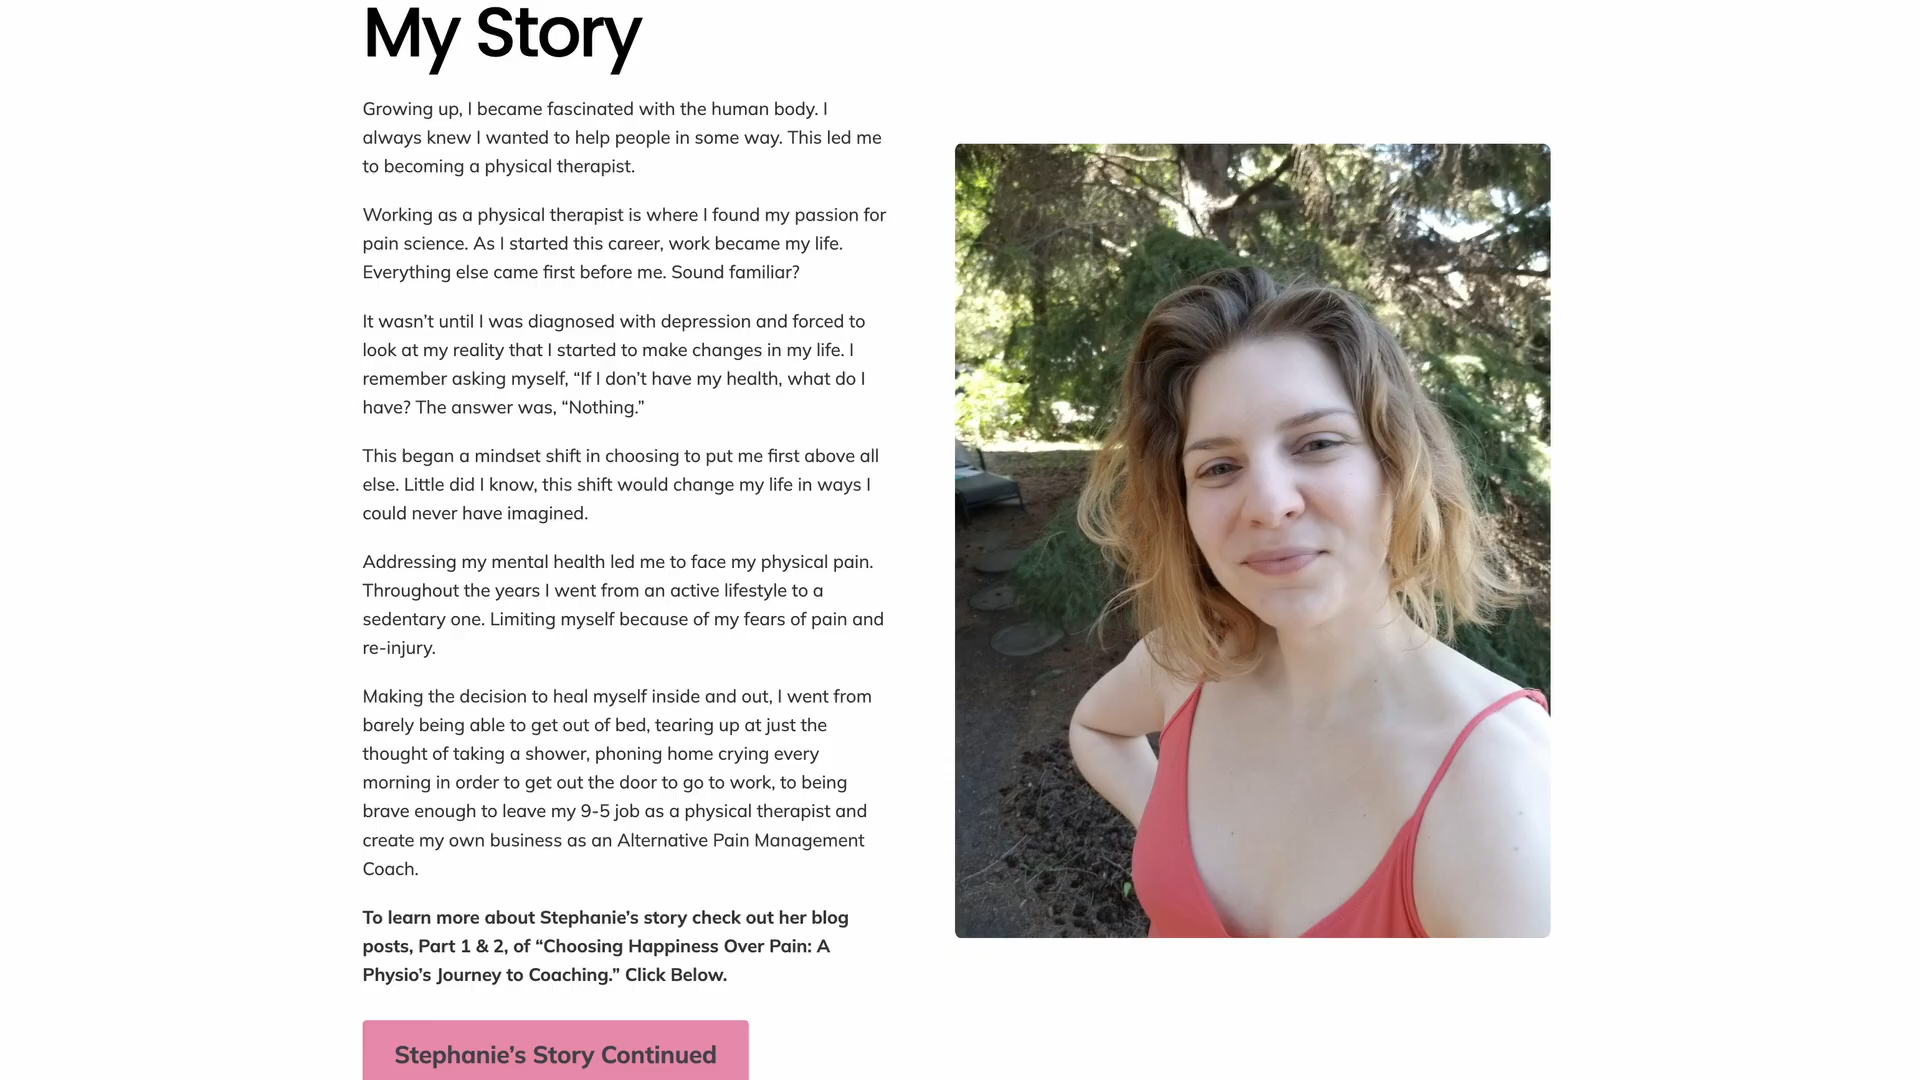 My Story
Growing up, I became fascinated with the human body. I
always knew I wanted to help people in some way. This led me
to becoming a physical therapist.
Working as a physical therapist is where I found my passion for
pain science. As I started this career, work became my life.
Everything else came first before me. Sound familiar?
It wasn’t until I was diagnosed with depression and forced to
look at my reality that I started to make changes in my life. I
remember asking myself, “If I don’t have my health, what do I
have? The answer was, “Nothing.”
This began a mindset shift in choosing to put me first above all
else. Little did I know, this shift would change my life in ways I
could never have imagined.
Addressing my mental health led me to face my physical pain.
Throughout the years I went from an active lifestyle to a
sedentary one. Limiting myself because of my fears of pain and
re-injury.
Making the decision to heal myself inside and out, I went from
barely being able to get out of bed, tearing up at just the
thought of taking a shower, phoning home crying every
morning in order to get out the door to go to work, to being
brave enough to leave my 9-5 job as a physical therapist and
create my own business as an Alternative Pain Management
Coach.
To learn more about Stephanie’s story check out her blog
posts, Part 1 & 2, of “Choosing Happiness Over Pain: A
Physio’s Journey to Coaching.” Click Below.
Stephanie’s Story Continued